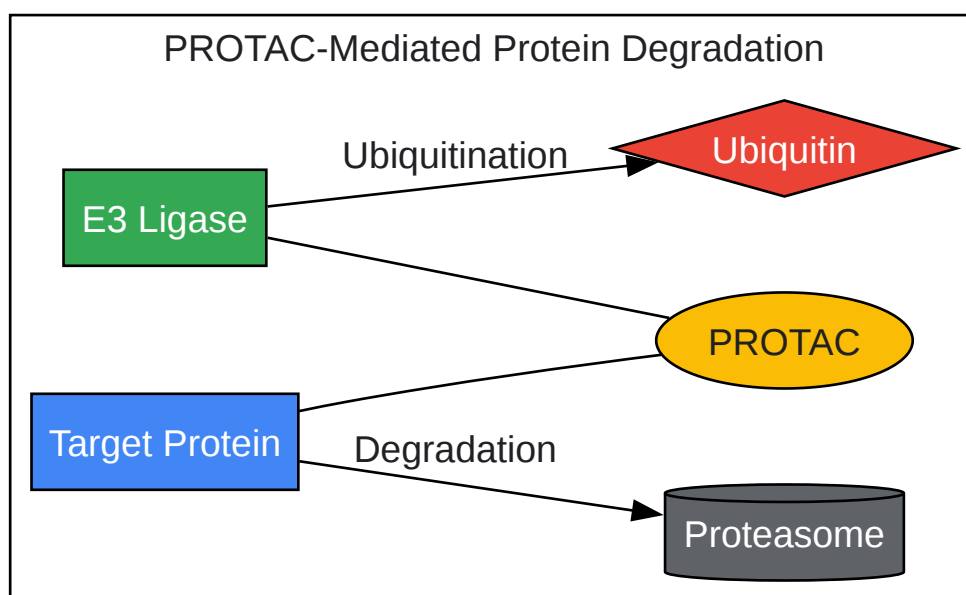 PROTAC-Mediated Protein Degradation
Ubiquitination
Ubiquitin
E3 Ligase
PROTAC
Target Protein
Degradation
Proteasome